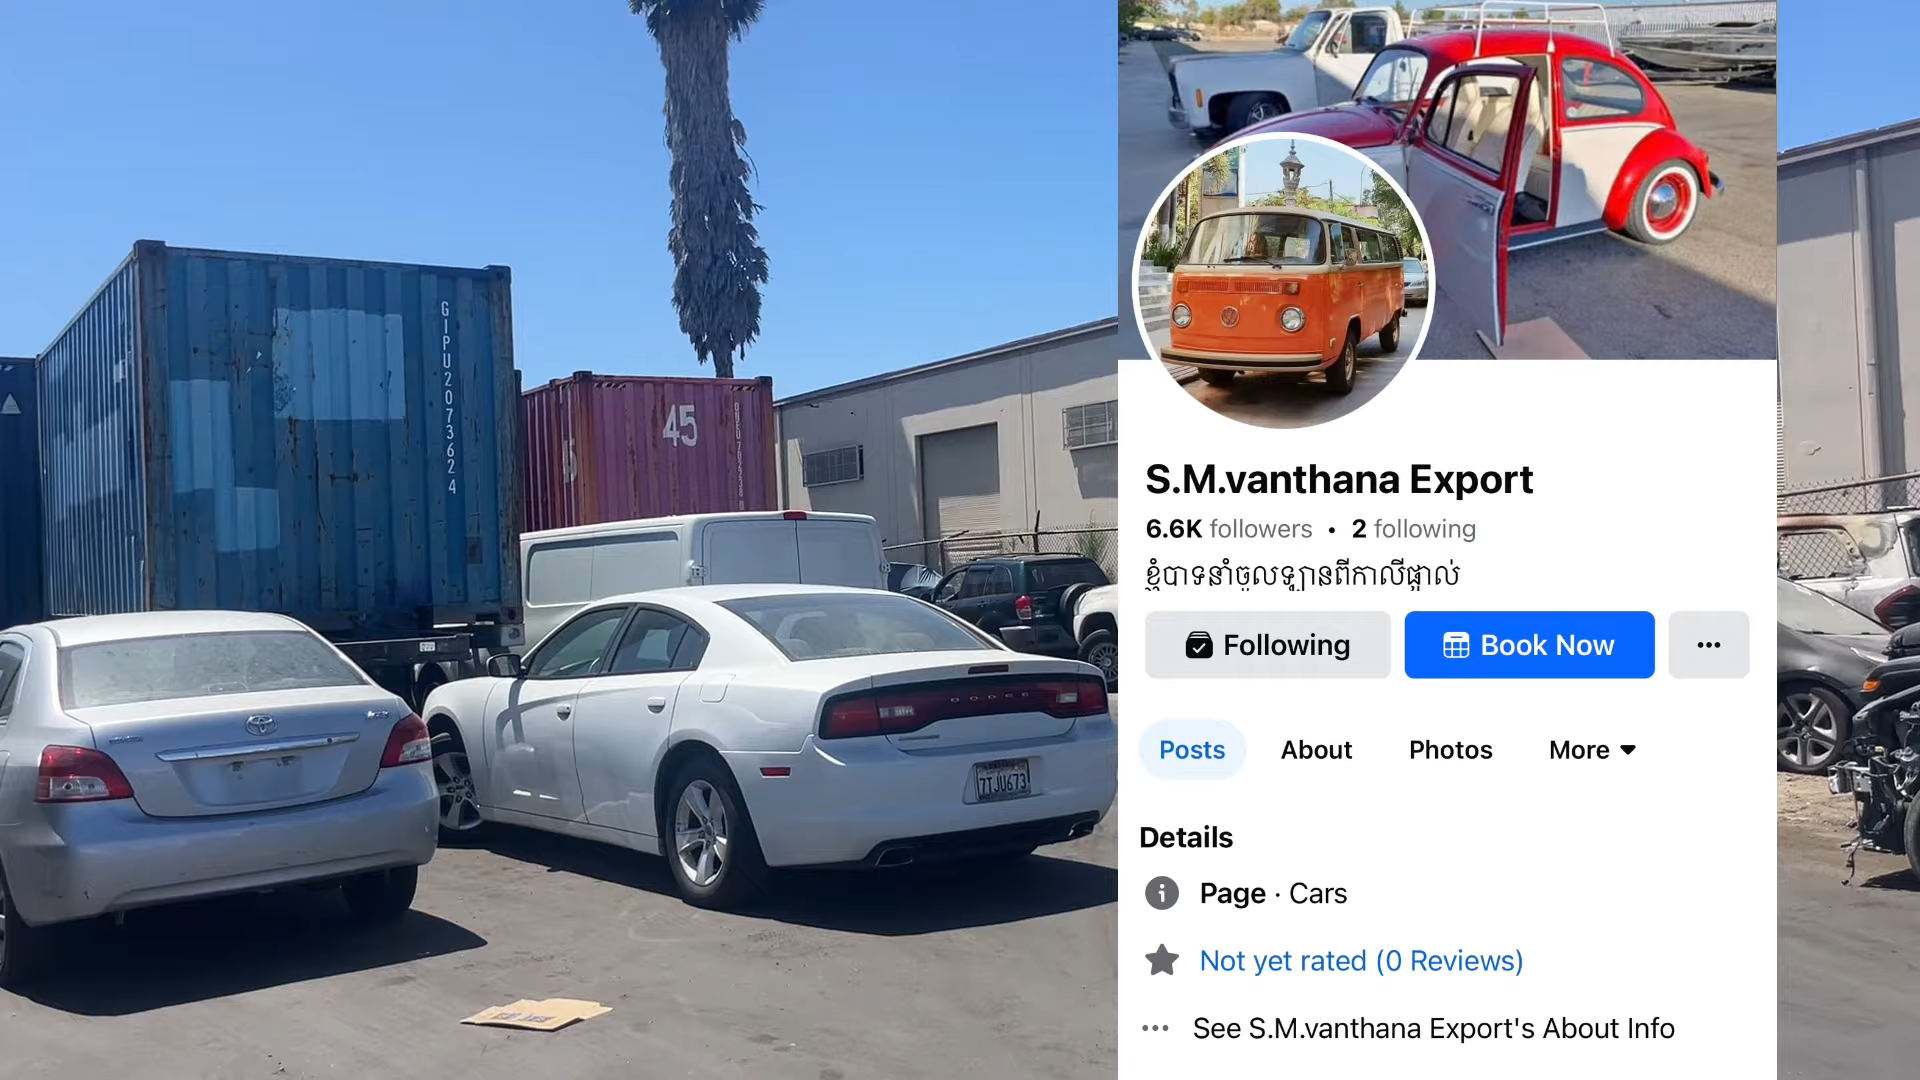 GIPU2073624
45
DODGE
7TJU673
S.M.vanthana Export
6.6K followers • 2 following
ខ្ញុំបាទនាំចូលឡានពីកាលីផ្ទាល់
Following
Book Now
Posts
About
Photos
More
Details
Page · Cars
Not yet rated (0 Reviews)
See S.M.vanthana Export's About Info